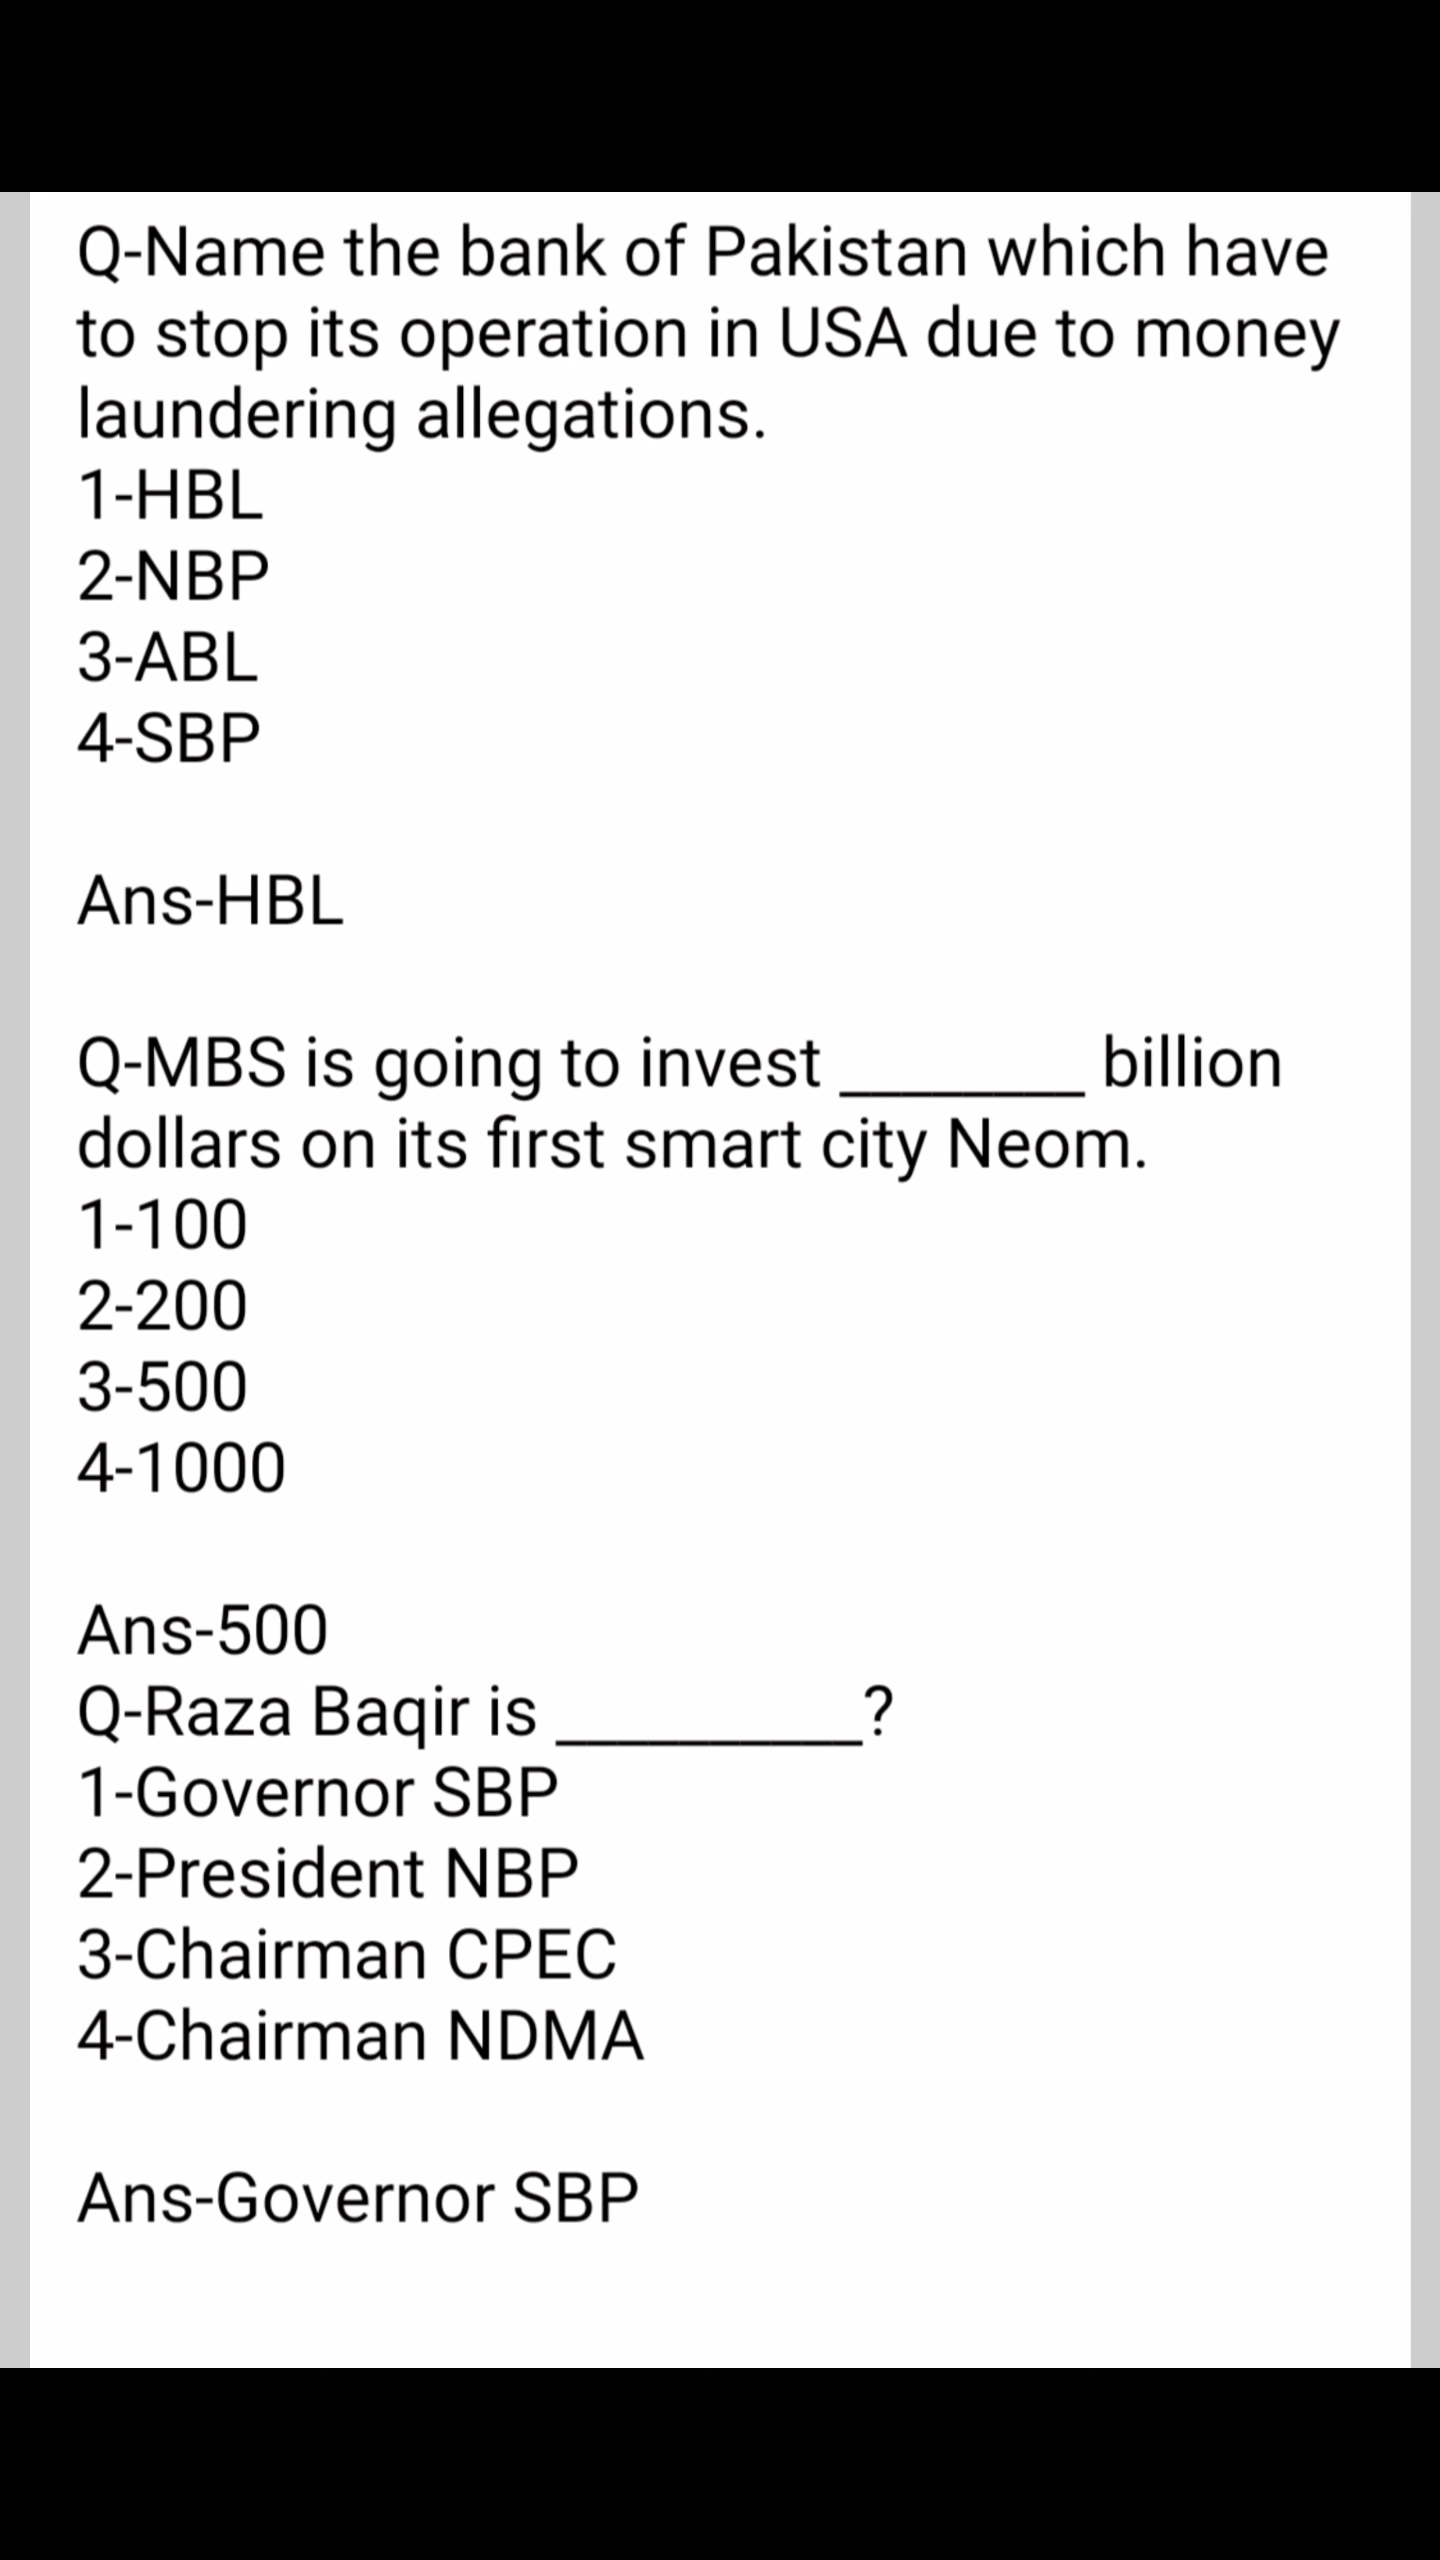 Q-Name the bank of Pakistan which have
to stop its operation in USA due to money
laundering allegations.
1-HBL
2-NBP
3-ABL
4-SBP
Ans-HBL
Q-MBS is going to invest ________ billion
dollars on its first smart city Neom.
1-100
2-200
3-500
4-1000
Ans-500
Q-Raza Baqir is __________?
1-Governor SBP
2-President NBP
3-Chairman CPEC
4-Chairman NDMA
Ans-Governor SBP